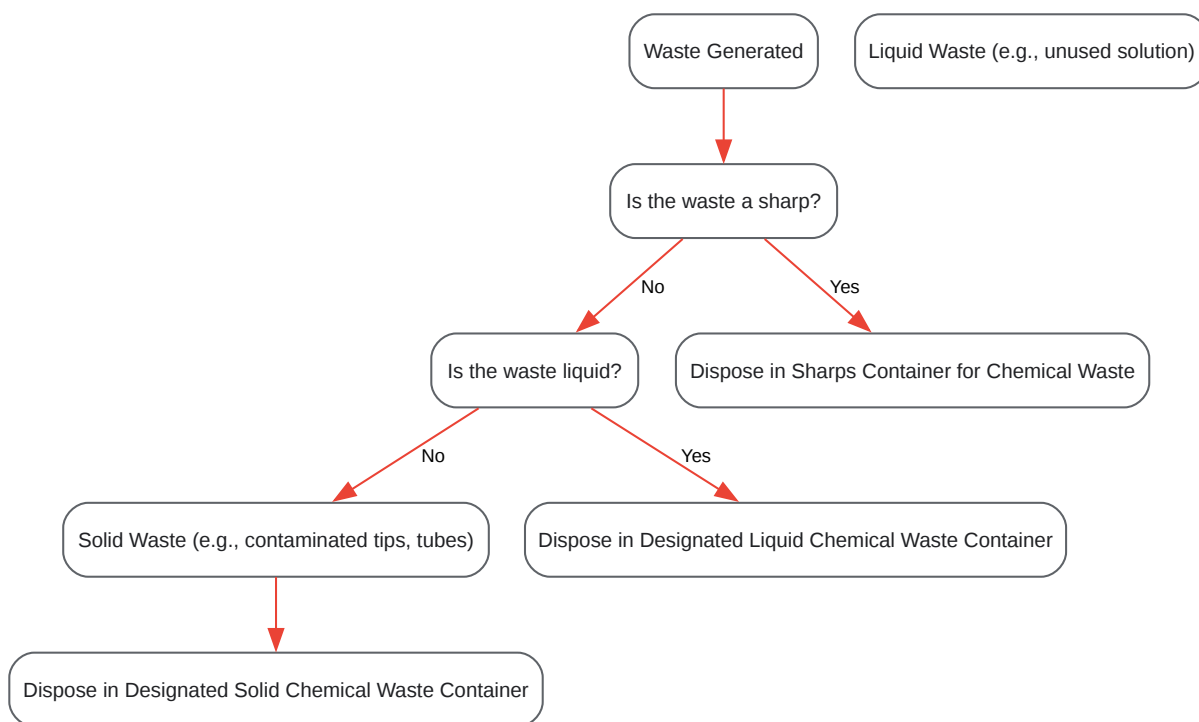 Waste Generated
Liquid Waste (e.g., unused solution)
Is the waste a sharp?
No
Yes
Is the waste liquid?
Dispose in Sharps Container for Chemical Waste
No
Yes
Solid Waste (e.g., contaminated tips, tubes)
Dispose in Designated Liquid Chemical Waste Container
Dispose in Designated Solid Chemical Waste Container